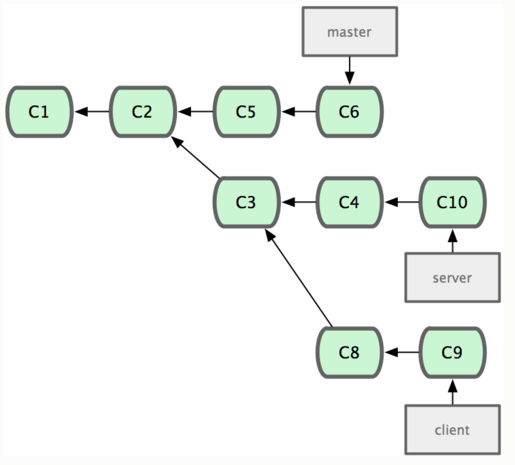 master
C1 C2 C5 C6
C3 C4 C10
server
C8 C9
client